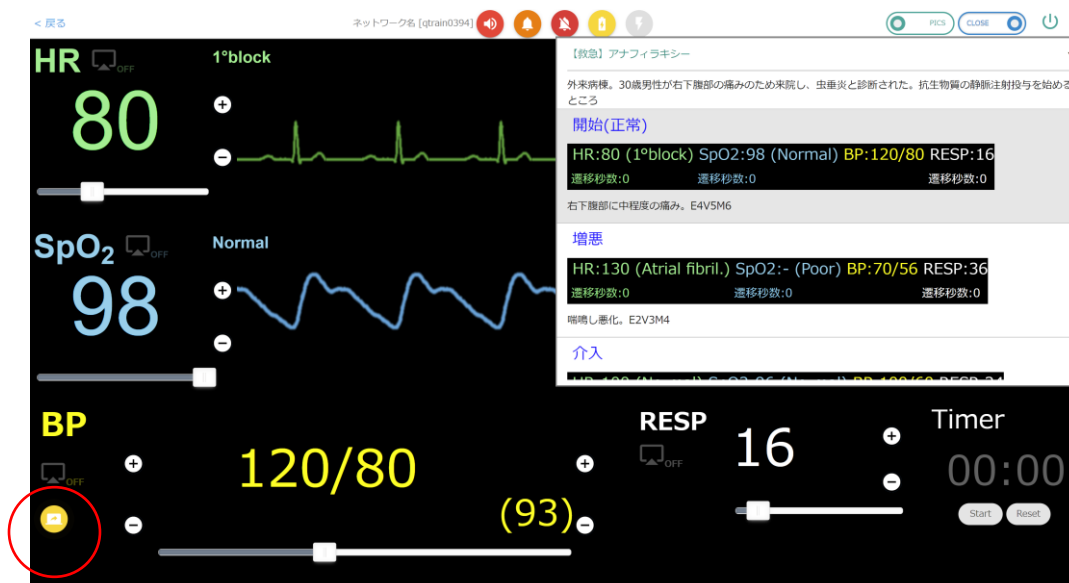 < 戻る
ネットワーク名 [qtrain0394]
PICS
CLOSE
HR
OFF
1°block
80
SpO2
OFF
Normal
98
【救急】アナフィラキシー
外来病棟。30歳男性が右下腹部の痛みのため来院し、虫垂炎と診断された。抗生物質の静脈注射投与を始める
ところ
開始(正常)
HR:80 (1°block) SpO2:98 (Normal) BP:120/80 RESP:16
遷移秒数:0 遷移秒数:0 遷移秒数:0
右下腹部に中程度の痛み。E4V5M6
増悪
HR:130 (Atrial fibril.) SpO2:- (Poor) BP:70/56 RESP:36
遷移秒数:0 遷移秒数:0 遷移秒数:0
喘鳴し悪化。E2V3M4
介入
BP
OFF
120/80
(93)
RESP
OFF
16
Timer
00:00
Start
Reset